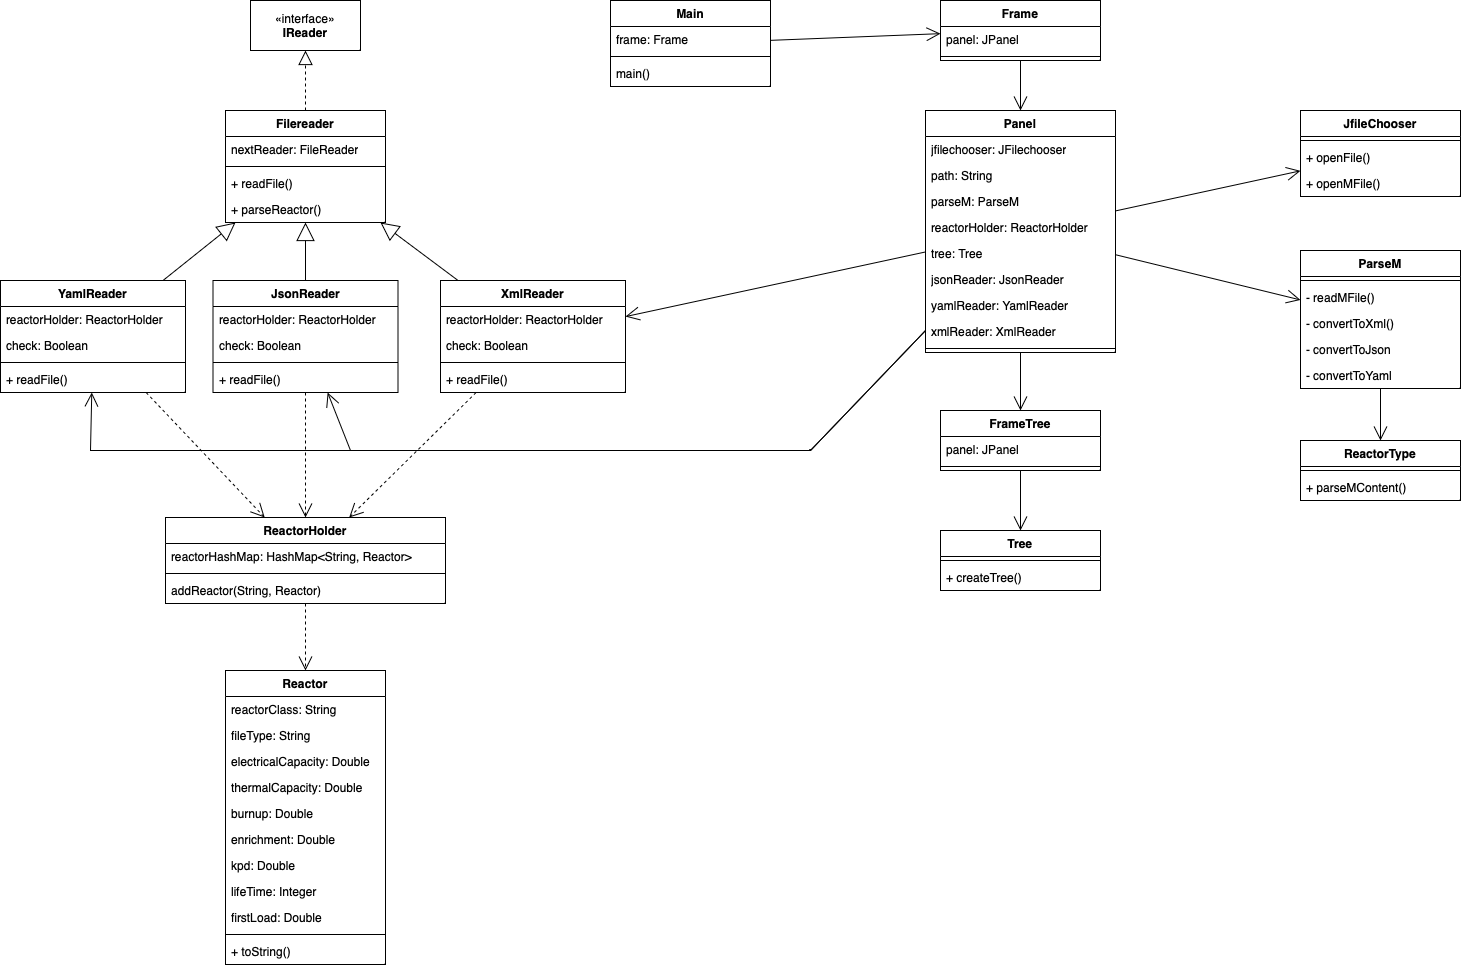 «interface»
IReader
Main
frame: Frame
main()
Frame
panel: JPanel
Filereader
nextReader: FileReader
+ readFile()
+ parseReactor()
Panel
jfilechooser: JFilechooser
path: String
parseM: ParseM
reactorHolder: ReactorHolder
tree: Tree
jsonReader: JsonReader
yamlReader: YamlReader
xmlReader: XmlReader
JfileChooser
+ openFile()
+ openMFile()
ParseM
- readMFile()
- convertToXml()
- convertToJson
- convertToYaml
YamlReader
reactorHolder: ReactorHolder
check: Boolean
+ readFile()
JsonReader
reactorHolder: ReactorHolder
check: Boolean
+ readFile()
XmlReader
reactorHolder: ReactorHolder
check: Boolean
+ readFile()
FrameTree
panel: JPanel
ReactorType
+ parseMContent()
ReactorHolder
reactorHashMap: HashMap<String, Reactor>
addReactor(String, Reactor)
Tree
+ createTree()
Reactor
reactorClass: String
fileType: String
electricalCapacity: Double
thermalCapacity: Double
burnup: Double
enrichment: Double
kpd: Double
lifeTime: Integer
firstLoad: Double
+ toString()